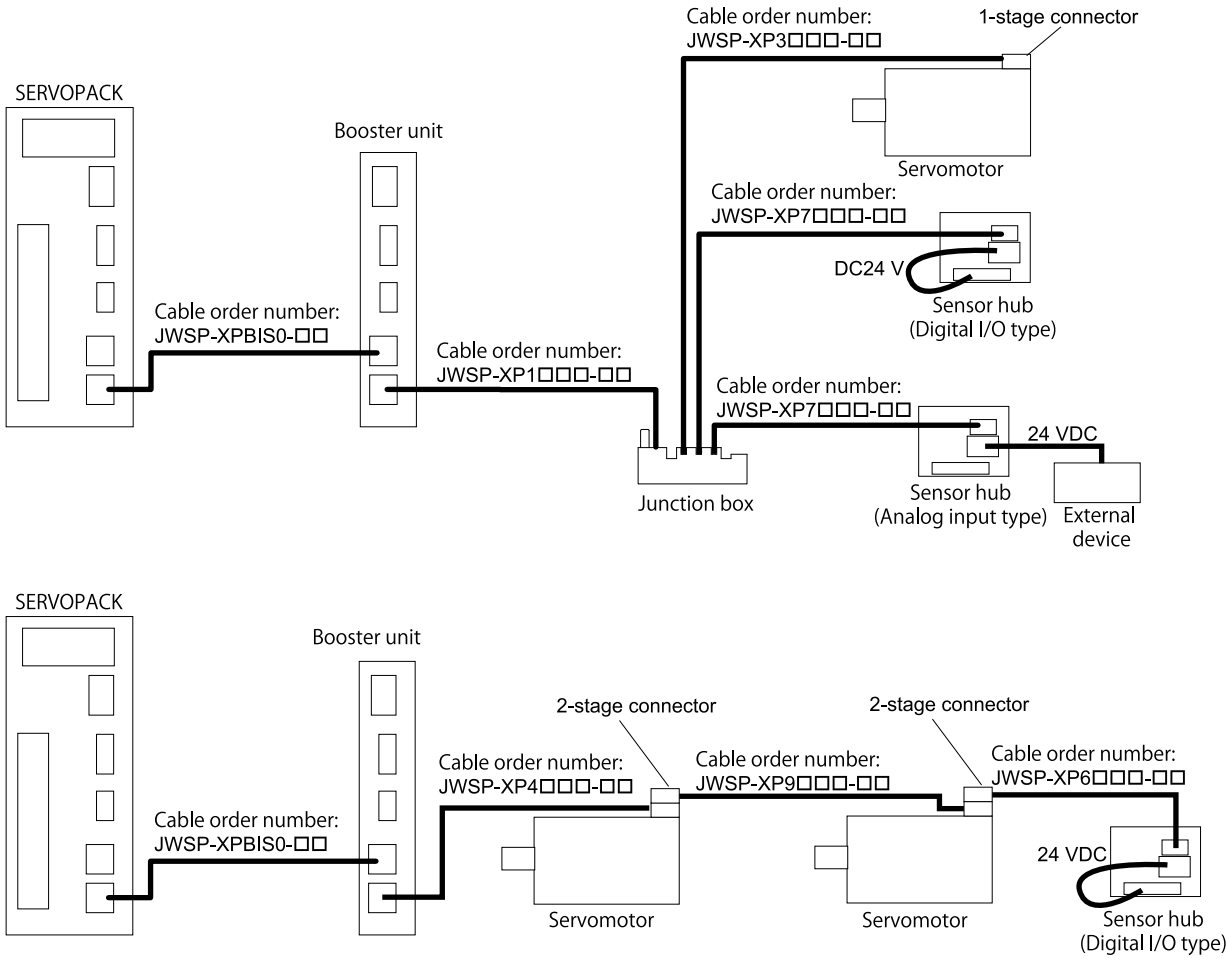 Cable order number:
JWSP-XP3□□□-□□
1-stage connector
SERVOPACK
Booster unit
Servomotor
Cable order number:
JWSP-XP7□□□-□□
DC24 V
Sensor hub
(Digital I/O type)
Cable order number:
JWSP-XPBIS0-□□
Cable order number:
JWSP-XP1□□□-□□
Cable order number:
JWSP-XP7□□□-□□
24 VDC
Junction box
Sensor hub
(Analog input type)
External
device
SERVOPACK
Booster unit
2-stage connector
2-stage connector
Cable order number:
JWSP-XP4□□□-□□
Cable order number:
JWSP-XP9□□□-□□
Cable order number:
JWSP-XP6□□□-□□
Cable order number:
JWSP-XPBIS0-□□
24 VDC
Servomotor
Servomotor
Sensor hub
(Digital I/O type)